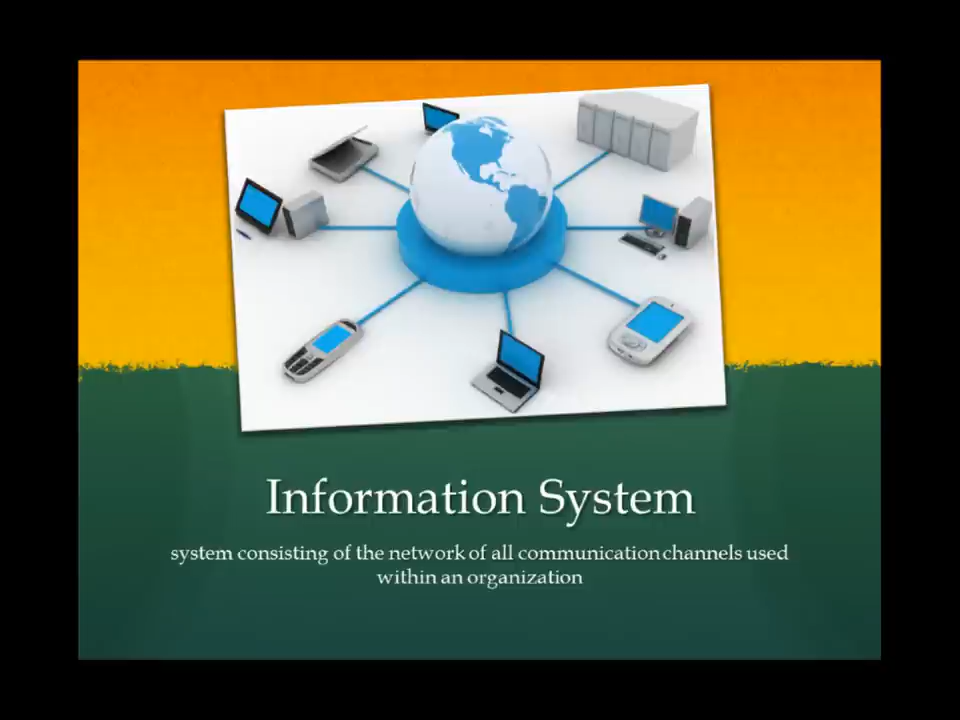 Information System
system consisting of the network of all communication channels used
within an organization